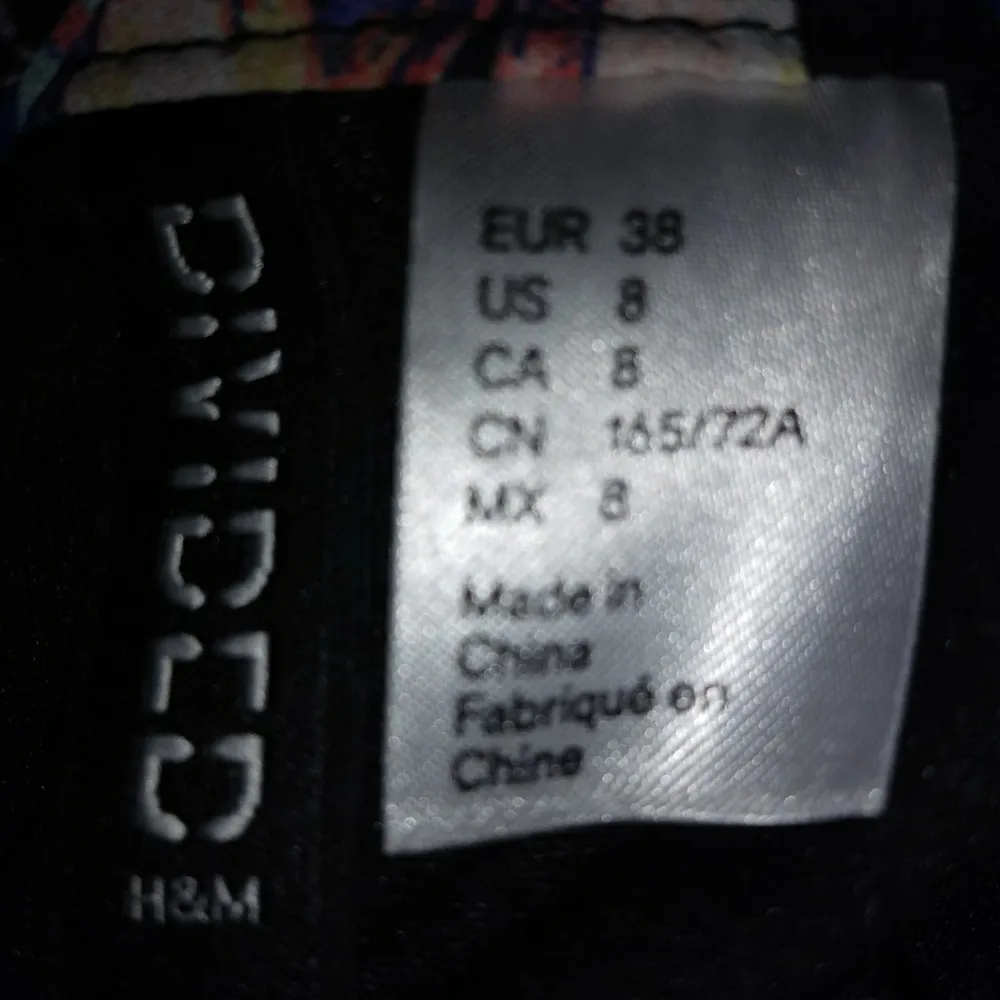 DIVIDED
H&M
EUR 38
US 8
CA 8
CN 165/72A
MX 8
Made in
China
Fabriqué en
Chine